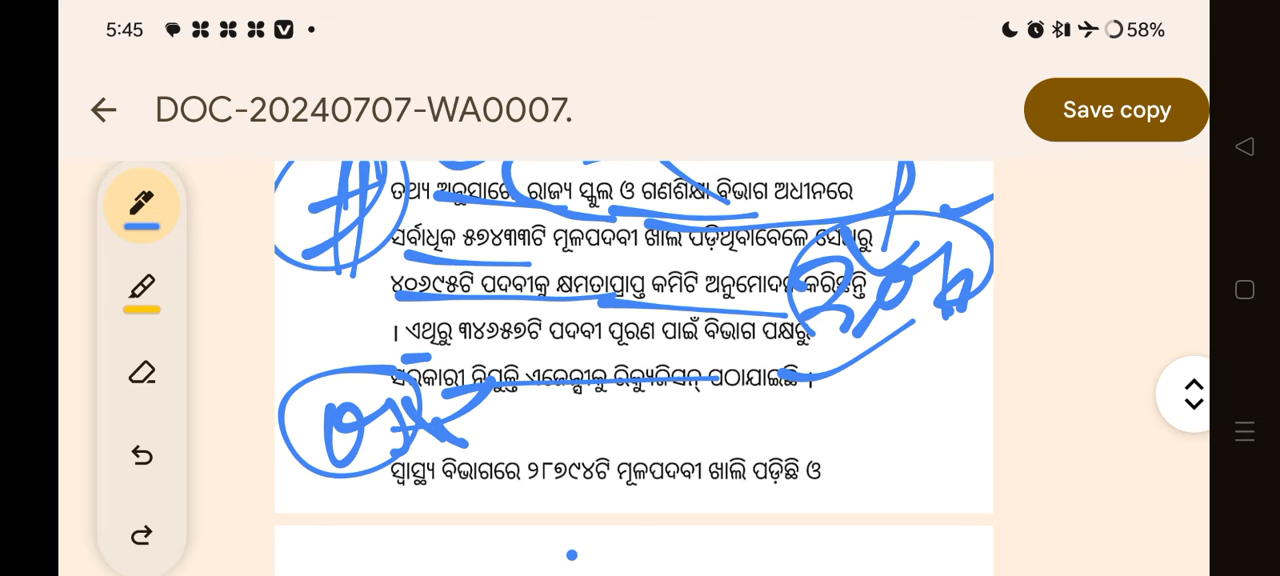 5:45
58%
DOC-20240707-WA0007.
Save copy
ତଥ୍ୟ ଅନୁସାରେ ରାଜ୍ୟ ସ୍କୁଲ ଓ ଗଣଶିକ୍ଷା ବିଭାଗ ଅଧୀନରେ
ସର୍ବାଧିକ ୫୭୪୩୩ଟି ମୂଳପଦବୀ ଖାଲି ପଡ଼ିଥିବାବେଳେ ସେଥିରୁ
୪୦୬୯୫ଟି ପଦବୀକୁ କ୍ଷମତାପ୍ରାପ୍ତ କମିଟି ଅନୁମୋଦନ କରିଛନ୍ତି
। ଏଥିରୁ ୩୪୬୫୭ଟି ପଦବୀ ପୂରଣ ପାଇଁ ବିଭାଗ ପକ୍ଷରୁ
ସରକାରୀ ନିଯୁକ୍ତି ଏଜେନ୍ସୀକୁ ରିକ୍ୟୁଜିସନ୍ ପଠାଯାଇଛି ।
ସ୍ୱାସ୍ଥ୍ୟ ବିଭାଗରେ ୨୮୭୯୪ଟି ମୂଳପଦବୀ ଖାଲି ପଡ଼ିଛି ଓ